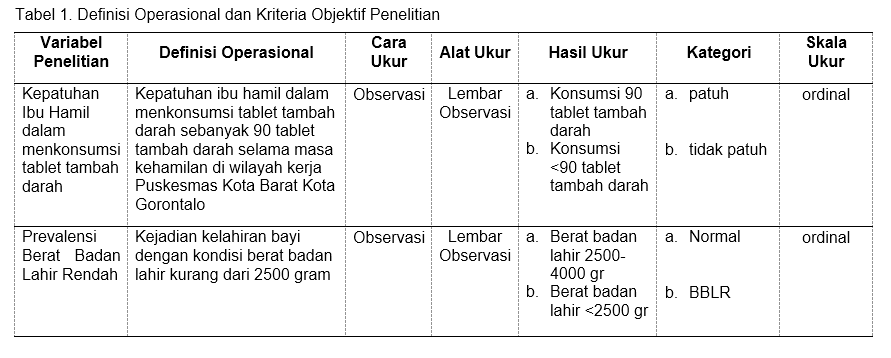 Tabel 1. Definisi Operasional dan Kriteria Objektif Penelitian
Variabel
Penelitian
Definisi Operasional
Cara
Ukur
Alat Ukur
Hasil Ukur
Kategori
Skala
Ukur
Kepatuhan
Ibu Hamil
dalam
menkonsumsi
tablet tambah
darah
Kepatuhan ibu hamil dalam
menkonsumsi tablet tambah
darah sebanyak 90 tablet
tambah darah selama masa
kehamilan di wilayah kerja
Puskesmas Kota Barat Kota
Gorontalo
Observasi
Lembar
Observasi
a. Konsumsi 90
tablet tambah
darah
b. Konsumsi
<90 tablet
tambah darah
a. patuh
b. tidak patuh
ordinal
Prevalensi
Berat Badan
Lahir Rendah
Kejadian kelahiran bayi
dengan kondisi berat badan
lahir kurang dari 2500 gram
Observasi
Lembar
Observasi
a. Berat badan
lahir 2500-
4000 gr
b. Berat badan
lahir <2500 gr
a. Normal
b. BBLR
ordinal